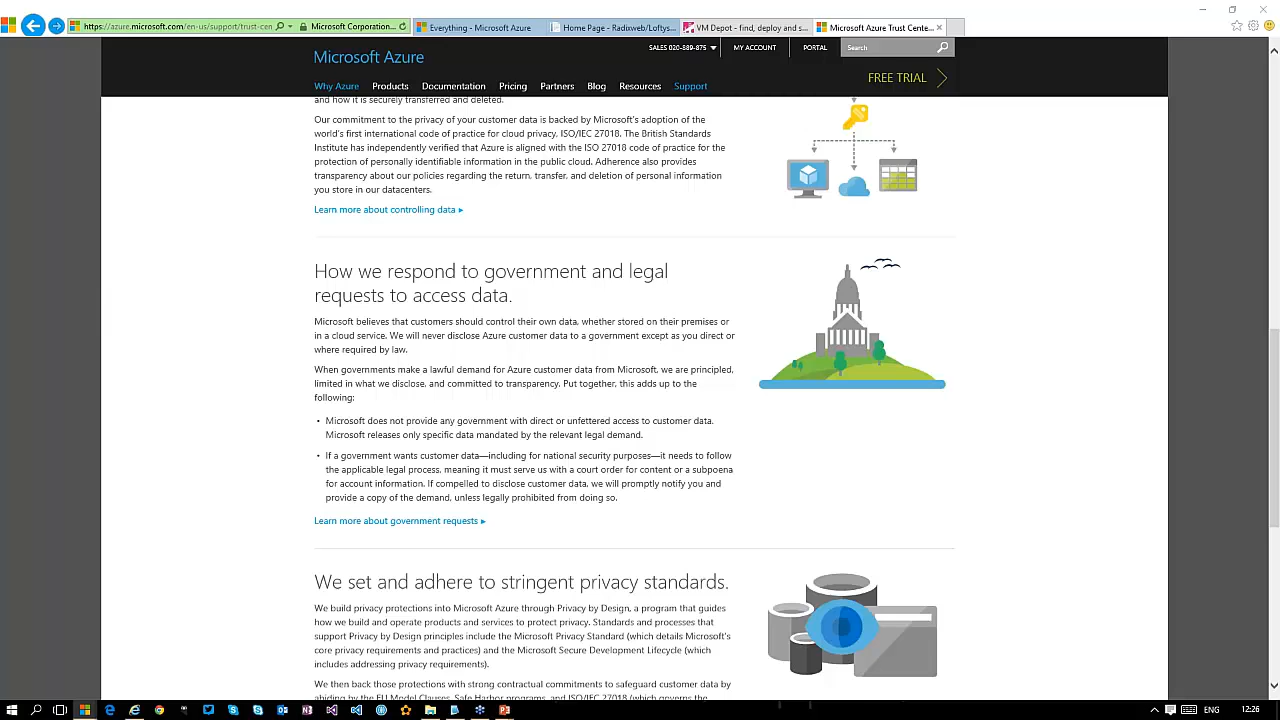 https://azure.microsoft.com/en-us/support/trust-cen
Microsoft Corporation...
Everything - Microsoft Azure
Home Page - Radixweb/Loftys...
VM Depot - find, deploy and s...
Microsoft Azure Trust Cente...
Microsoft Azure
SALES 020-889-875
MY ACCOUNT
PORTAL
Search
Why Azure Products Documentation Pricing Partners Blog Resources Support
FREE TRIAL
and how it is securely transferred and deleted.
Our commitment to the privacy of your customer data is backed by Microsoft's adoption of the
world's first international code of practice for cloud privacy, ISO/IEC 27018. The British Standards
Institute has independently verified that Azure is aligned with the ISO 27018 code of practice for the
protection of personally identifiable information in the public cloud. Adherence also provides
transparency about our policies regarding the return, transfer, and deletion of personal information
you store in our datacenters.
Learn more about controlling data ▸
How we respond to government and legal
requests to access data.
Microsoft believes that customers should control their own data, whether stored on their premises or
in a cloud service. We will never disclose Azure customer data to a government except as you direct or
where required by law.
When governments make a lawful demand for Azure customer data from Microsoft, we are principled,
limited in what we disclose, and committed to transparency. Put together, this adds up to the
following:
• Microsoft does not provide any government with direct or unfettered access to customer data.
Microsoft releases only specific data mandated by the relevant legal demand.
• If a government wants customer data—including for national security purposes—it needs to follow
the applicable legal process, meaning it must serve us with a court order for content or a subpoena
for account information. If compelled to disclose customer data, we will promptly notify you and
provide a copy of the demand, unless legally prohibited from doing so.
Learn more about government requests ▸
We set and adhere to stringent privacy standards.
We build privacy protections into Microsoft Azure through Privacy by Design, a program that guides
how we build and operate products and services to protect privacy. Standards and processes that
support Privacy by Design principles include the Microsoft Privacy Standard (which details Microsoft's
core privacy requirements and practices) and the Microsoft Secure Development Lifecycle (which
includes addressing privacy requirements).
We then back those protections with strong contractual commitments to safeguard customer data by
abiding by the EU Model Clauses, Safe Harbor programs, and ISO/IEC 27018 (which governs the
ENG
12:26